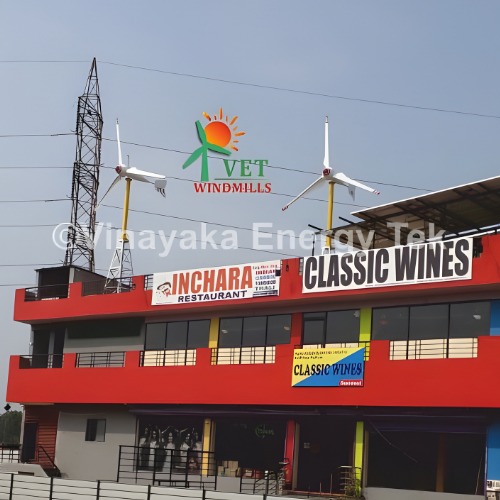 VET
WINDMILLS
©Vinayaka Energy Tek
INCHARA
RESTAURANT
CLASSIC WINES
CLASSIC WINES